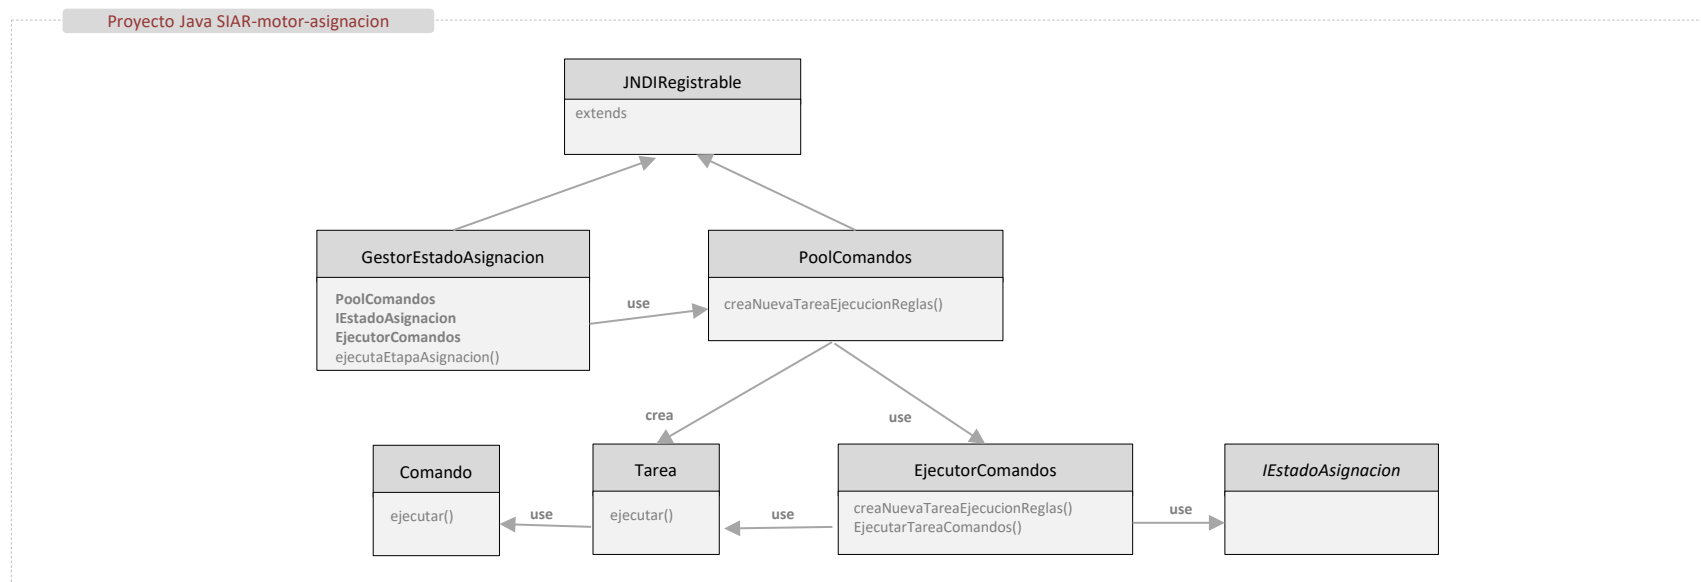 Proyecto Java SIAR-motor-asignacion
JNDIRegistrable
extends
GestorEstadoAsignacion
PoolComandos
IEstadoAsignacion
EjecutorComandos
ejecutaEtapaAsignacion()
use
PoolComandos
creaNuevaTareaEjecucionReglas()
crea
use
Comando
ejecutar()
use
Tarea
ejecutar()
use
EjecutorComandos
creaNuevaTareaEjecucionReglas()
EjecutarTareaComandos()
use
IEstadoAsignacion